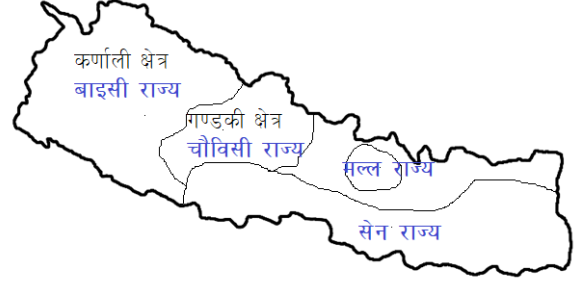 कर्णाली क्षेत्र
बाइसी राज्य
गण्डकी क्षेत्र
चौविसी राज्य
मल्ल राज्य
सेन राज्य